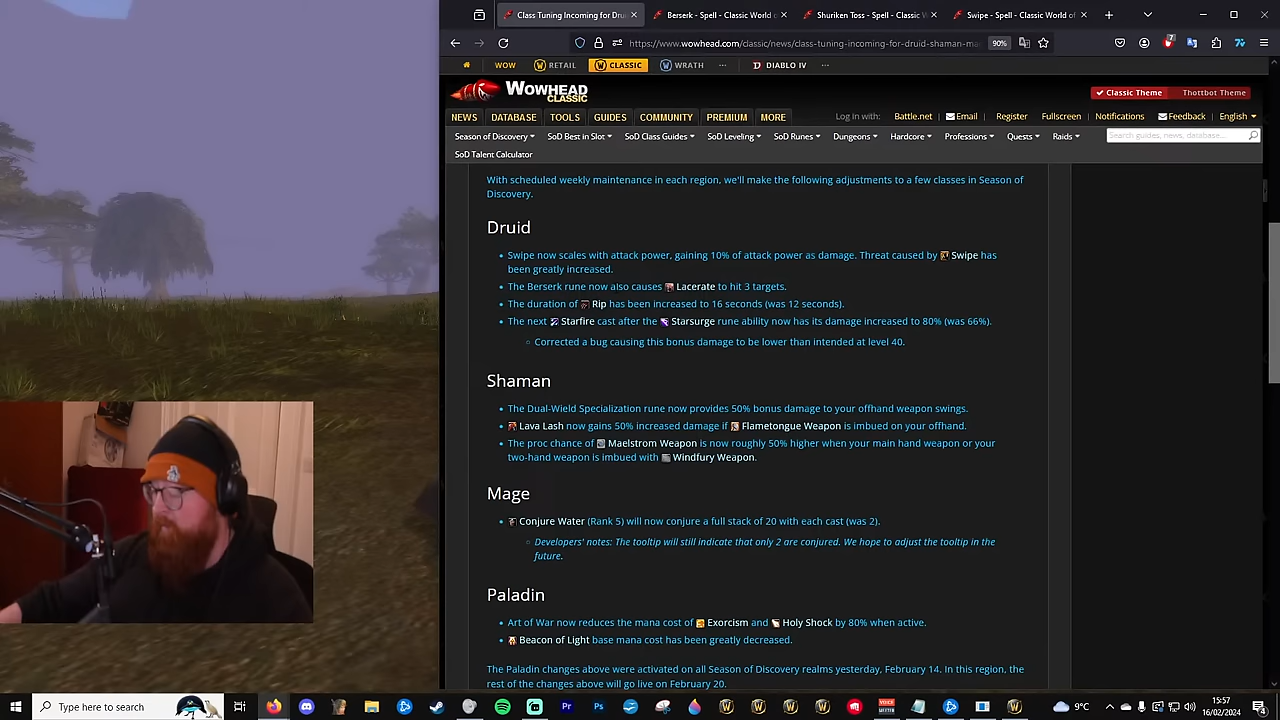 Class Tuning Incoming for Dru
Berserk - Spell - Classic World o
Shuriken Toss - Spell - Classic W
Swipe - Spell - Classic World of
https://www.wowhead.com/classic/news/class-tuning-incoming-for-druid-shaman-ma
90%
WOW
RETAIL
CLASSIC
WRATH
DIABLO IV
WOWHEAD
CLASSIC
Classic Theme
Thottbot Theme
NEWS
DATABASE
TOOLS
GUIDES
COMMUNITY
PREMIUM
MORE
Log in with:
Battle.net
Email
Register
Fullscreen
Notifications
Feedback
English
Season of Discovery
SoD Best in Slot
SoD Class Guides
SoD Leveling
SoD Runes
Dungeons
Hardcore
Professions
Quests
Raids
Search guides, news, database...
SoD Talent Calculator
With scheduled weekly maintenance in each region, we'll make the following adjustments to a few classes in Season of
Discovery.
Druid
Swipe now scales with attack power, gaining 10% of attack power as damage. Threat caused by Swipe has
been greatly increased.
The Berserk rune now also causes Lacerate to hit 3 targets.
The duration of Rip has been increased to 16 seconds (was 12 seconds).
The next Starfire cast after the Starsurge rune ability now has its damage increased to 80% (was 66%).
Corrected a bug causing this bonus damage to be lower than intended at level 40.
Shaman
The Dual-Wield Specialization rune now provides 50% bonus damage to your offhand weapon swings.
Lava Lash now gains 50% increased damage if Flametongue Weapon is imbued on your offhand.
The proc chance of Maelstrom Weapon is now roughly 50% higher when your main hand weapon or your
two-hand weapon is imbued with Windfury Weapon.
Mage
Conjure Water (Rank 5) will now conjure a full stack of 20 with each cast (was 2).
Developers' notes: The tooltip will still indicate that only 2 are conjured. We hope to adjust the tooltip in the
future.
Paladin
Art of War now reduces the mana cost of Exorcism and Holy Shock by 80% when active.
Beacon of Light base mana cost has been greatly decreased.
The Paladin changes above were activated on all Season of Discovery realms yesterday, February 14. In this region, the
rest of the changes above will go live on February 20.
Type here to search
9°C
15:57
16/02/2024